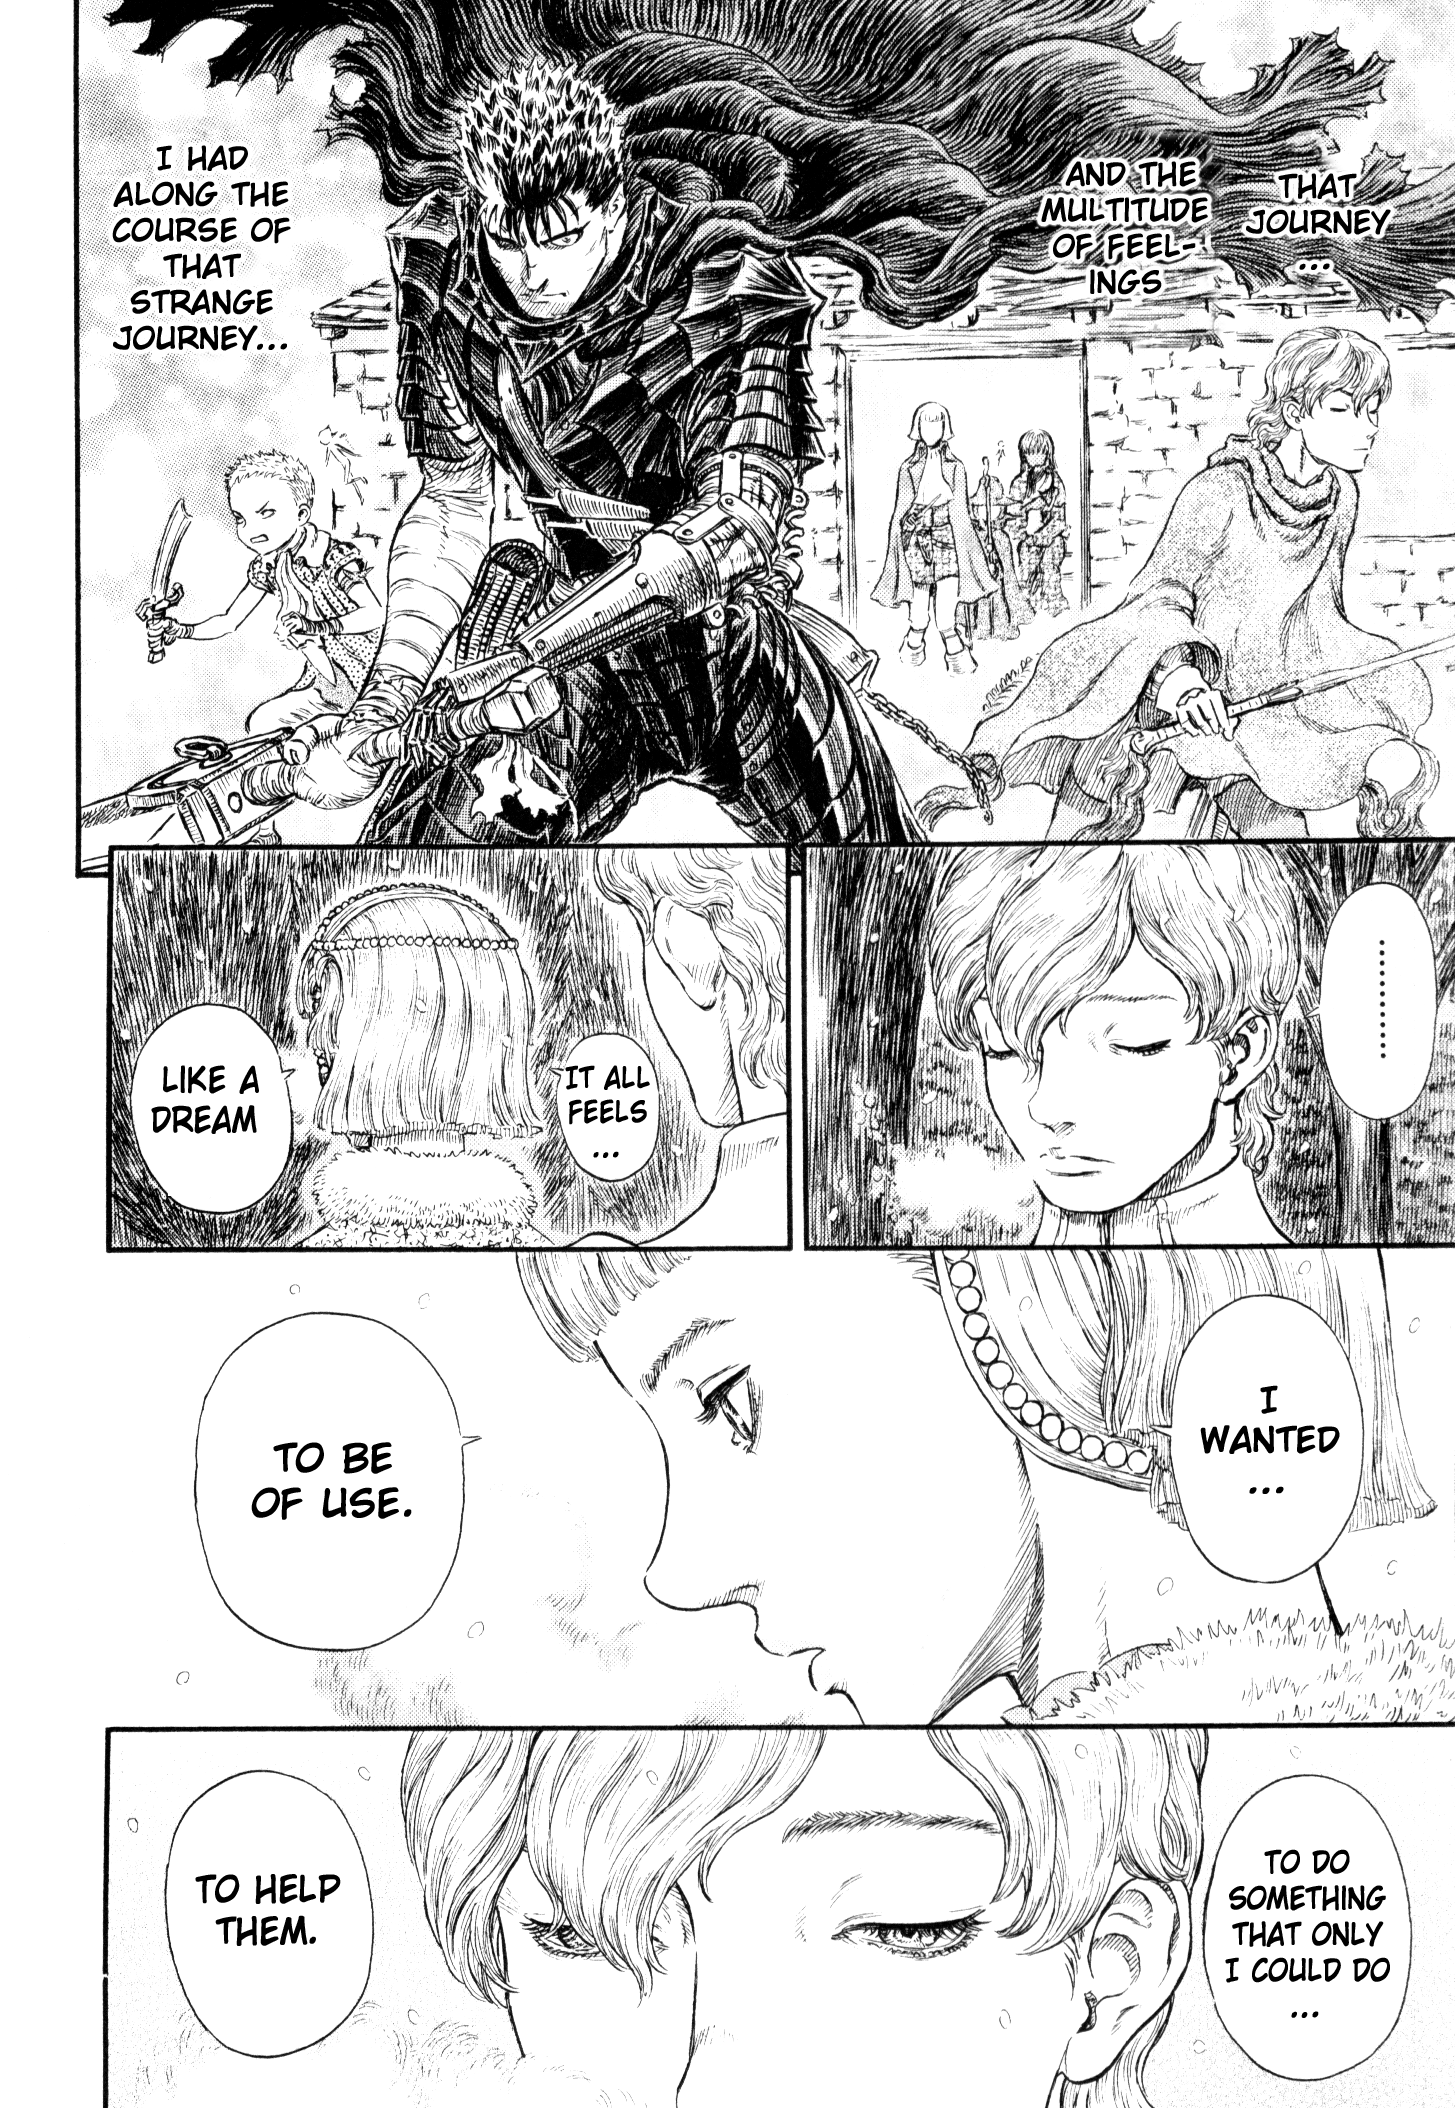 THAT
JOURNEY
...
AND THE
MULTITUDE
OF FEEL-
INGS
I HAD
ALONG THE
COURSE OF
THAT
STRANGE
JOURNEY...
.........
IT ALL
FEELS
...
LIKE A
DREAM
I
WANTED
...
TO BE
OF USE.
TO DO
SOMETHING
THAT ONLY
I COULD DO
...
TO HELP
THEM.